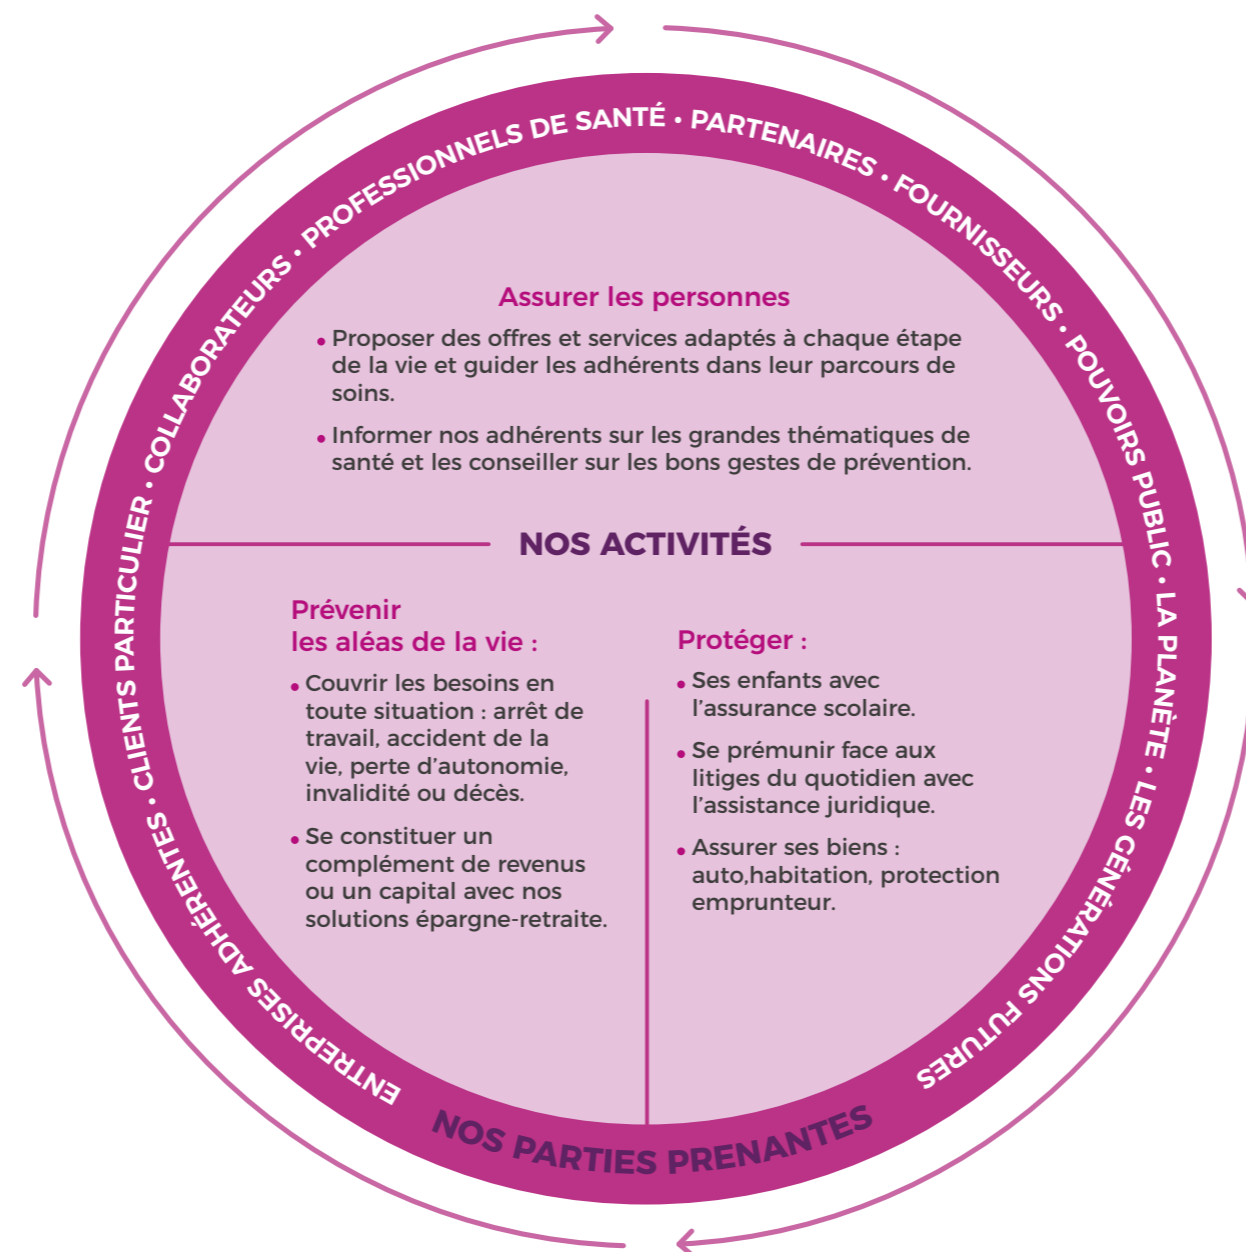 ENTREPRISES ADHÉRENTES • CLIENTS PARTICULIER • COLLABORATEURS • PROFESSIONNELS DE SANTÉ • PARTENAIRES • FOURNISSEURS • POUVOIRS PUBLIC • LA PLANÈTE • LES GÉNÉRATIONS FUTURES
Assurer les personnes
• Proposer des offres et services adaptés à chaque étape
de la vie et guider les adhérents dans leur parcours de
soins.
• Informer nos adhérents sur les grandes thématiques de
santé et les conseiller sur les bons gestes de prévention.
NOS ACTIVITÉS
Prévenir
les aléas de la vie :
• Couvrir les besoins en
toute situation : arrêt de
travail, accident de la
vie, perte d'autonomie,
invalidité ou décès.
• Se constituer un
complément de revenus
ou un capital avec nos
solutions épargne-retraite.
Protéger :
• Ses enfants avec
l'assurance scolaire.
• Se prémunir face aux
litiges du quotidien avec
l'assistance juridique.
• Assurer ses biens :
auto,habitation, protection
emprunteur.
NOS PARTIES PRENANTES